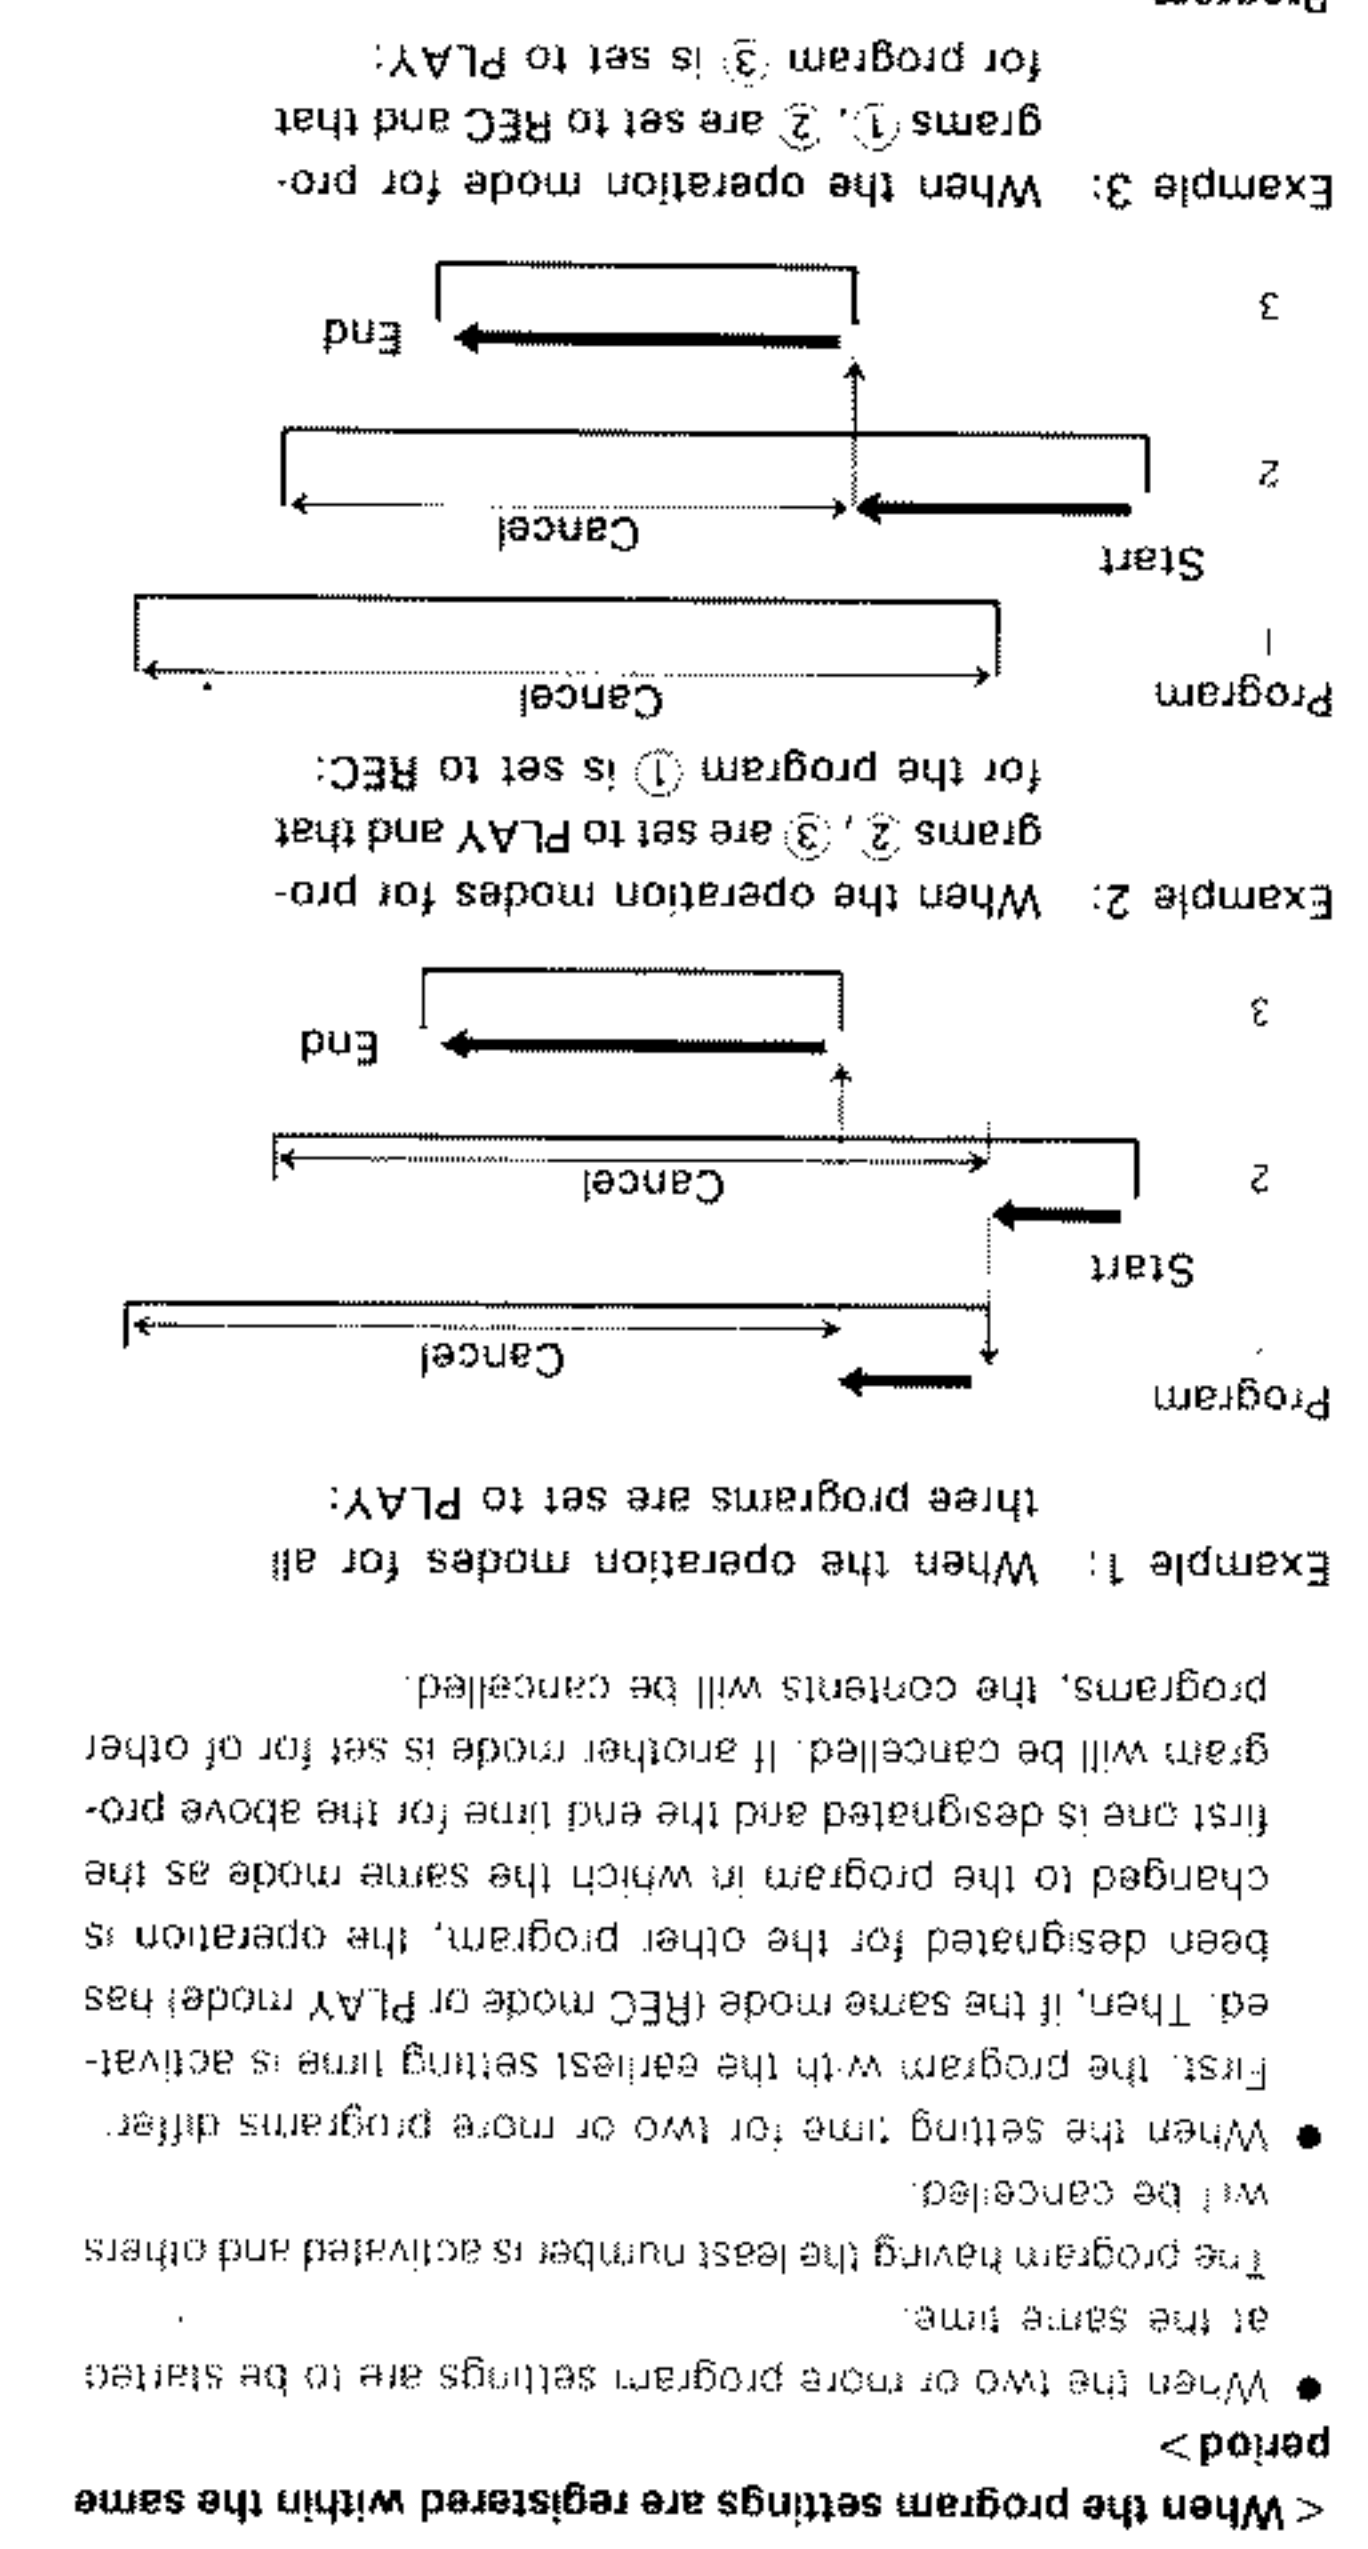 < When the program settings are registered within the same
period >
● When the two or more program settings are to be started
at the same time.
The program having the least number is activated and others
will be cancelled.
● When the setting time for two or more programs differ.
First, the program with the earliest setting time is activat-
ed. Then, if the same mode (REC mode or PLAY mode) has
been designated for the other program, the operation is
changed to the program in which the same mode as the
first one is designated and the end time for the above pro-
gram will be cancelled. If another mode is set for of other
programs, the contents will be cancelled.
Example 1: When the operation modes for all
three programs are set to PLAY:
Program
Cancel
Start
2
Cancel
End
3
Example 2: When the operation modes for pro-
grams ②, ③ are set to PLAY and that
for the program ① is set to REC:
Program
Cancel
1
Start
2
Cancel
End
3
Example 3: When the operation mode for pro-
grams ①, ② are set to REC and that
for program ③ is set to PLAY:
Program